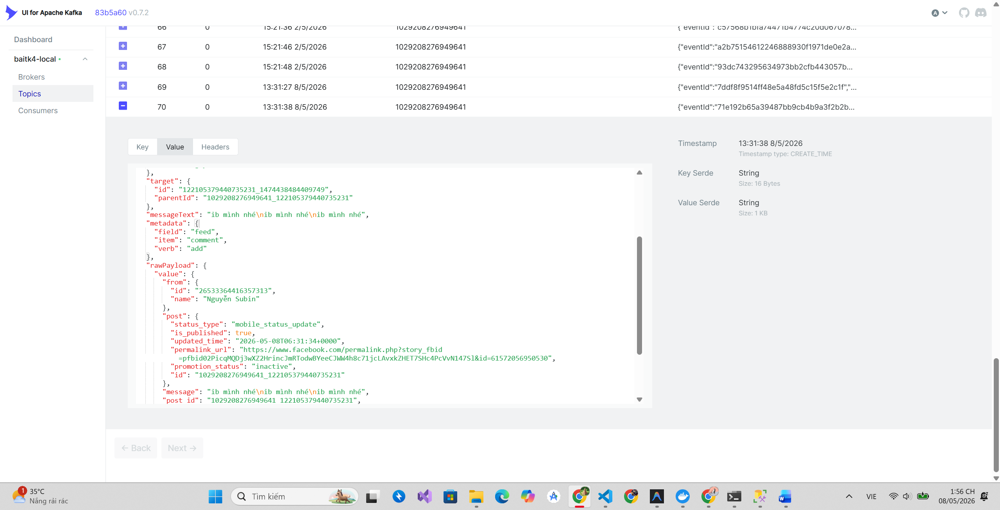 UI for Apache Kafka 83b5a60 v0.7.2
A
Dashboard
baitk4-local
Brokers
Topics
Consumers
66 0 15:21:36 2/5/2026 1029208276949641 {"eventId":"c57568b1bfa74471b4774c20d067078...
67 0 15:21:46 2/5/2026 1029208276949641 {"eventId":"a2b75154612246888930f1971de0e2a...
68 0 15:21:48 2/5/2026 1029208276949641 {"eventId":"93dc743295634973bb2cfb443057b...
69 0 13:31:27 8/5/2026 1029208276949641 {"eventId":"7ddf8f9514ff48e5a48fd5c15f5e2c1f","...
70 0 13:31:38 8/5/2026 1029208276949641 {"eventId":"71e192b65a39487bb9cb4b9a3f2b2b...
Key Value Headers
},
"target": {
"id": "122105379440735231_1474438484409749",
"parentId": "1029208276949641_122105379440735231"
},
"messageText": "ib mình nhé\nib mình nhé\nib mình nhé",
"metadata": {
"field": "feed",
"item": "comment",
"verb": "add"
},
"rawPayload": {
"value": {
"from": {
"id": "26533364416357313",
"name": "Nguyễn Subin"
},
"post": {
"status_type": "mobile_status_update",
"is_published": true,
"updated_time": "2026-05-08T06:31:34+0000",
"permalink_url": "https://www.facebook.com/permalink.php?story_fbid
=pfbid02PicqMQDj3wXZ2HrincJmRTodwBYeeCJWW4h8c71jcLAvxkZHET7SHc4PcVvN147Sl&id=61572056950530",
"promotion_status": "inactive",
"id": "1029208276949641_122105379440735231"
},
"message": "ib mình nhé\nib mình nhé\nib mình nhé",
"post_id": "1029208276949641_122105379440735231",
Timestamp 13:31:38 8/5/2026
Timestamp type: CREATE_TIME
Key Serde String
Size: 16 Bytes
Value Serde String
Size: 1 KB
← Back Next →
1
35°C
Nắng rải rác
Tìm kiếm
VIE
1:56 CH
08/05/2026